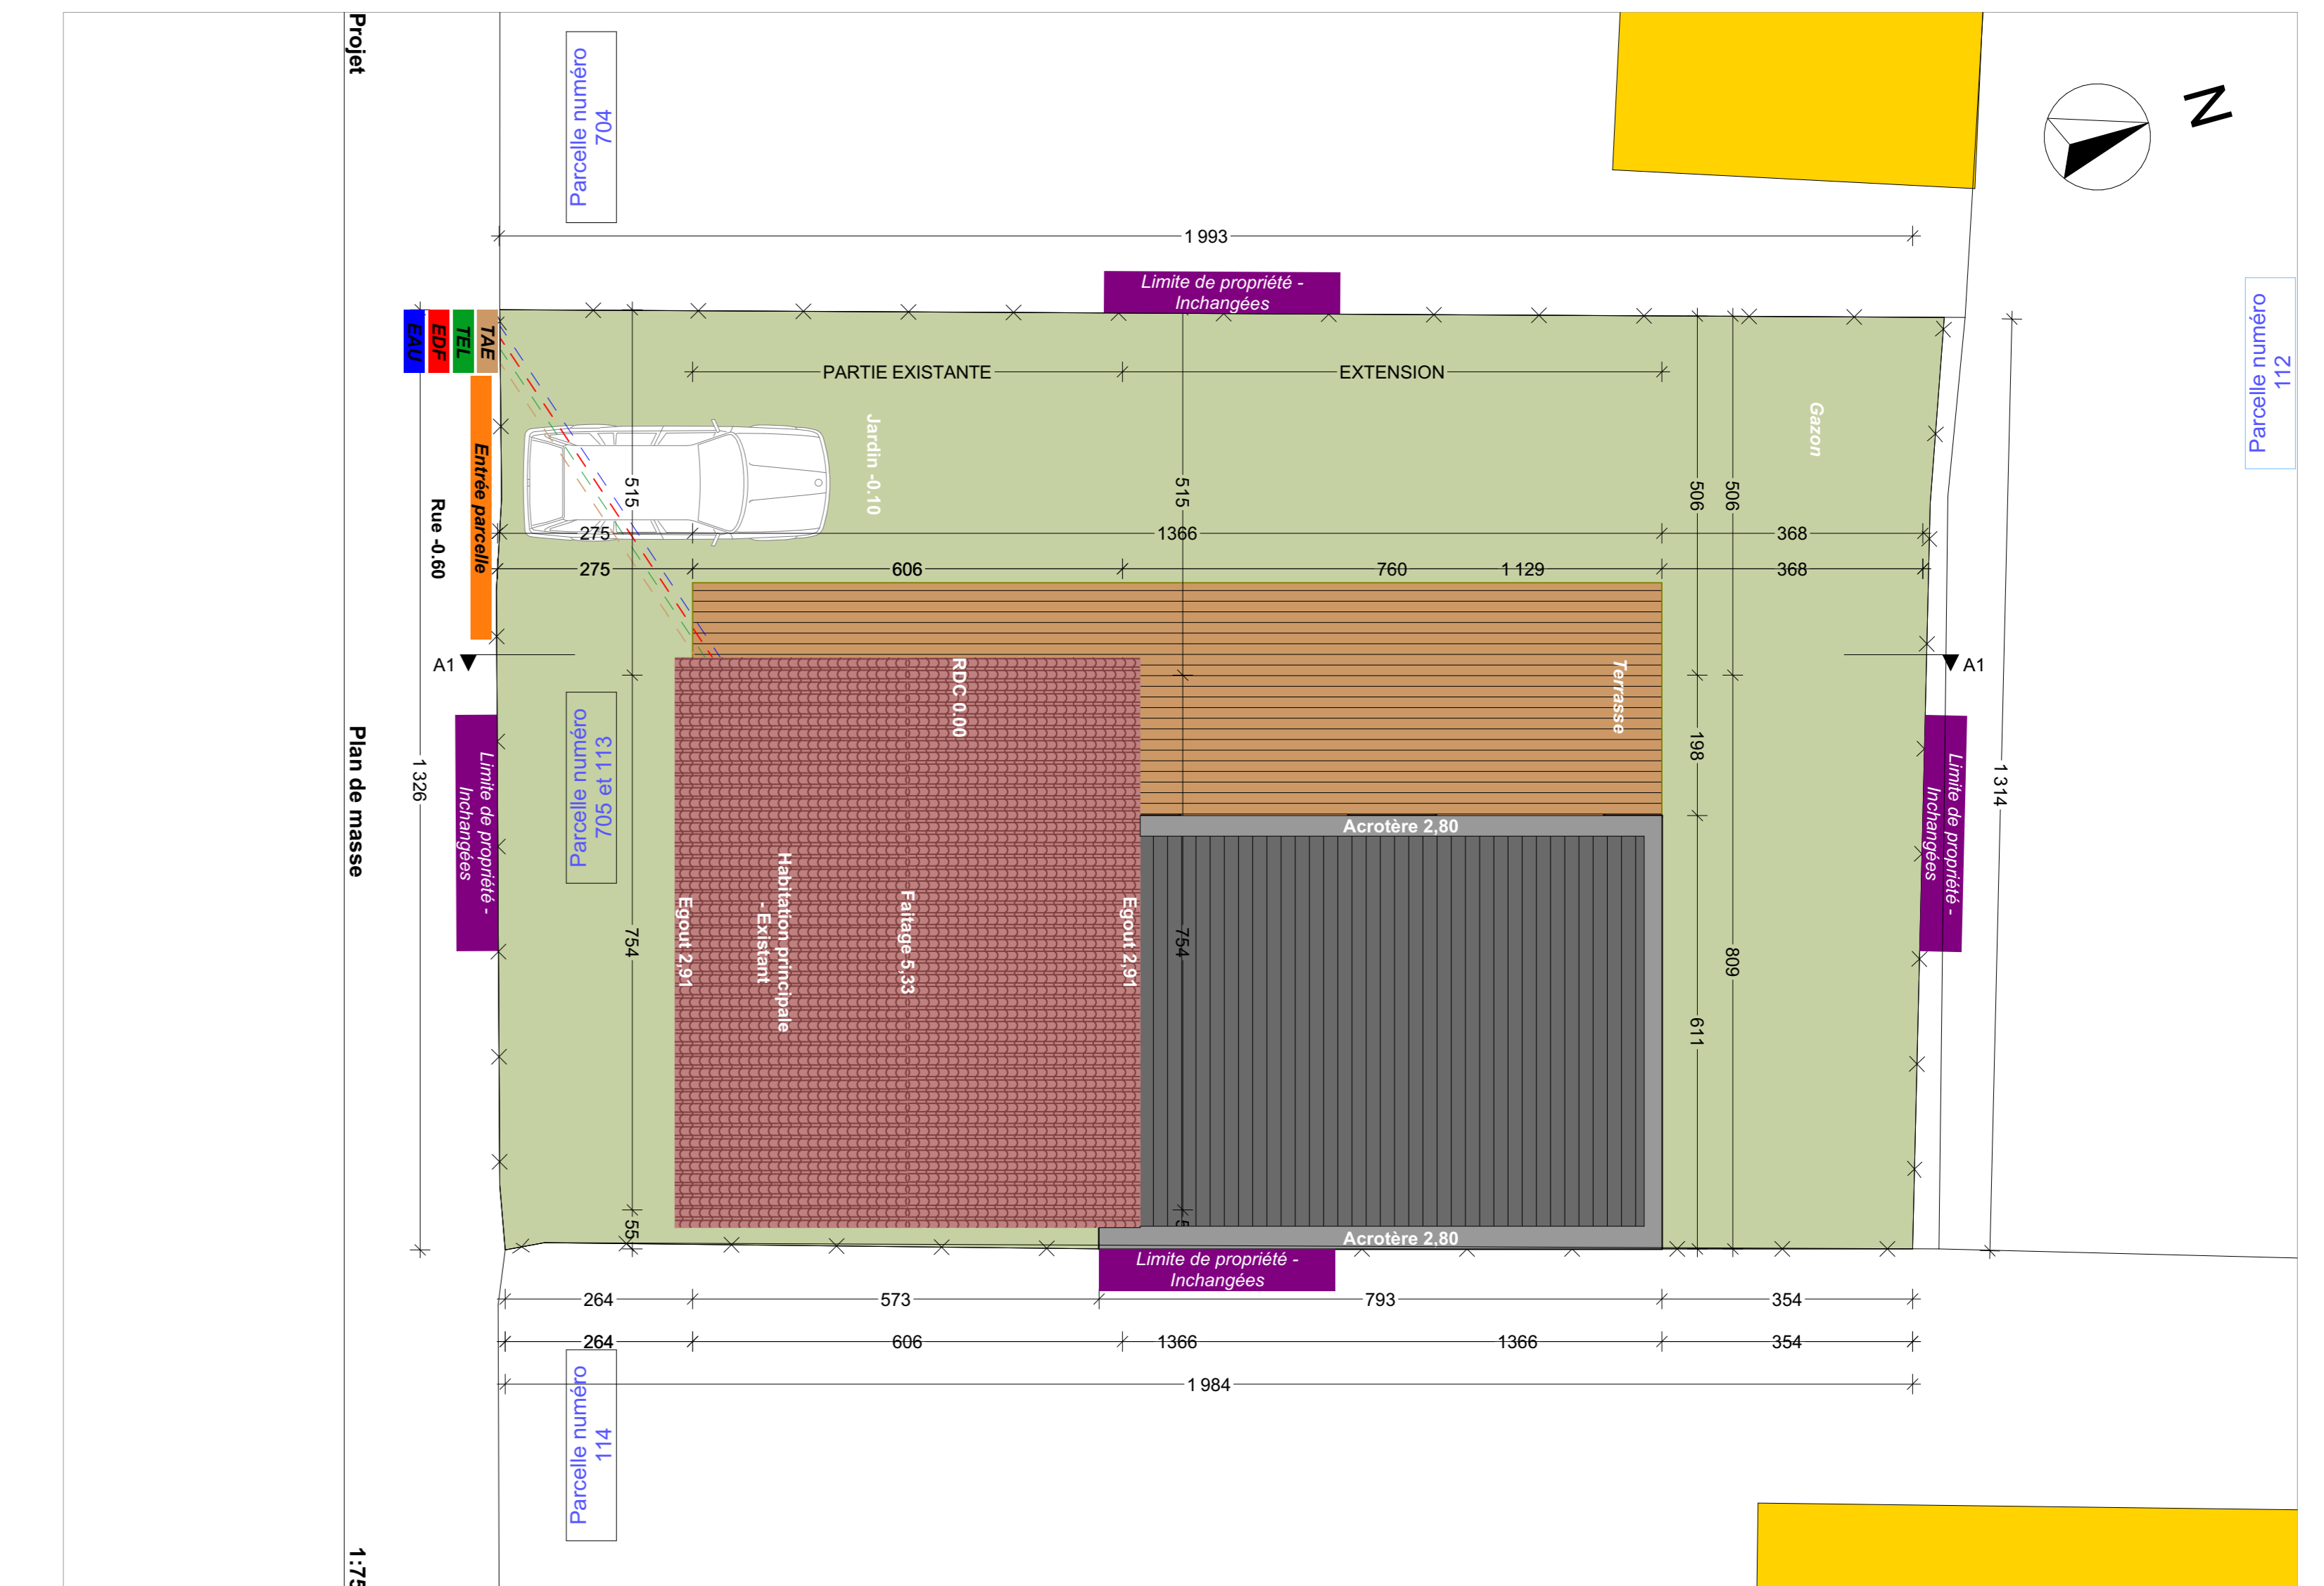 Projet
Plan de masse
1:75
Parcelle numéro
704
N
Parcelle numéro
112
1 993
Limite de propriété -
Inchangées
EAU
EDF
TEL
TAE
Entrée parcelle
Rue -0.60
PARTIE EXISTANTE
EXTENSION
Jardin -0.10
Gazon
515
515
506
506
275
1366
368
275
606
760
1 129
368
A1
A1
RDC 0.00
Terrasse
198
Parcelle numéro
705 et 113
Limite de propriété -
Inchangées
Limite de propriété -
Inchangées
1 326
1 314
Acrotère 2,80
Egout 2,91
Habitation principale
- Existant
Faitage 5,33
Egout 2,91
754
754
809
611
55
Acrotère 2,80
Limite de propriété -
Inchangées
264
573
793
354
264
606
1366
1366
354
1 984
Parcelle numéro
114